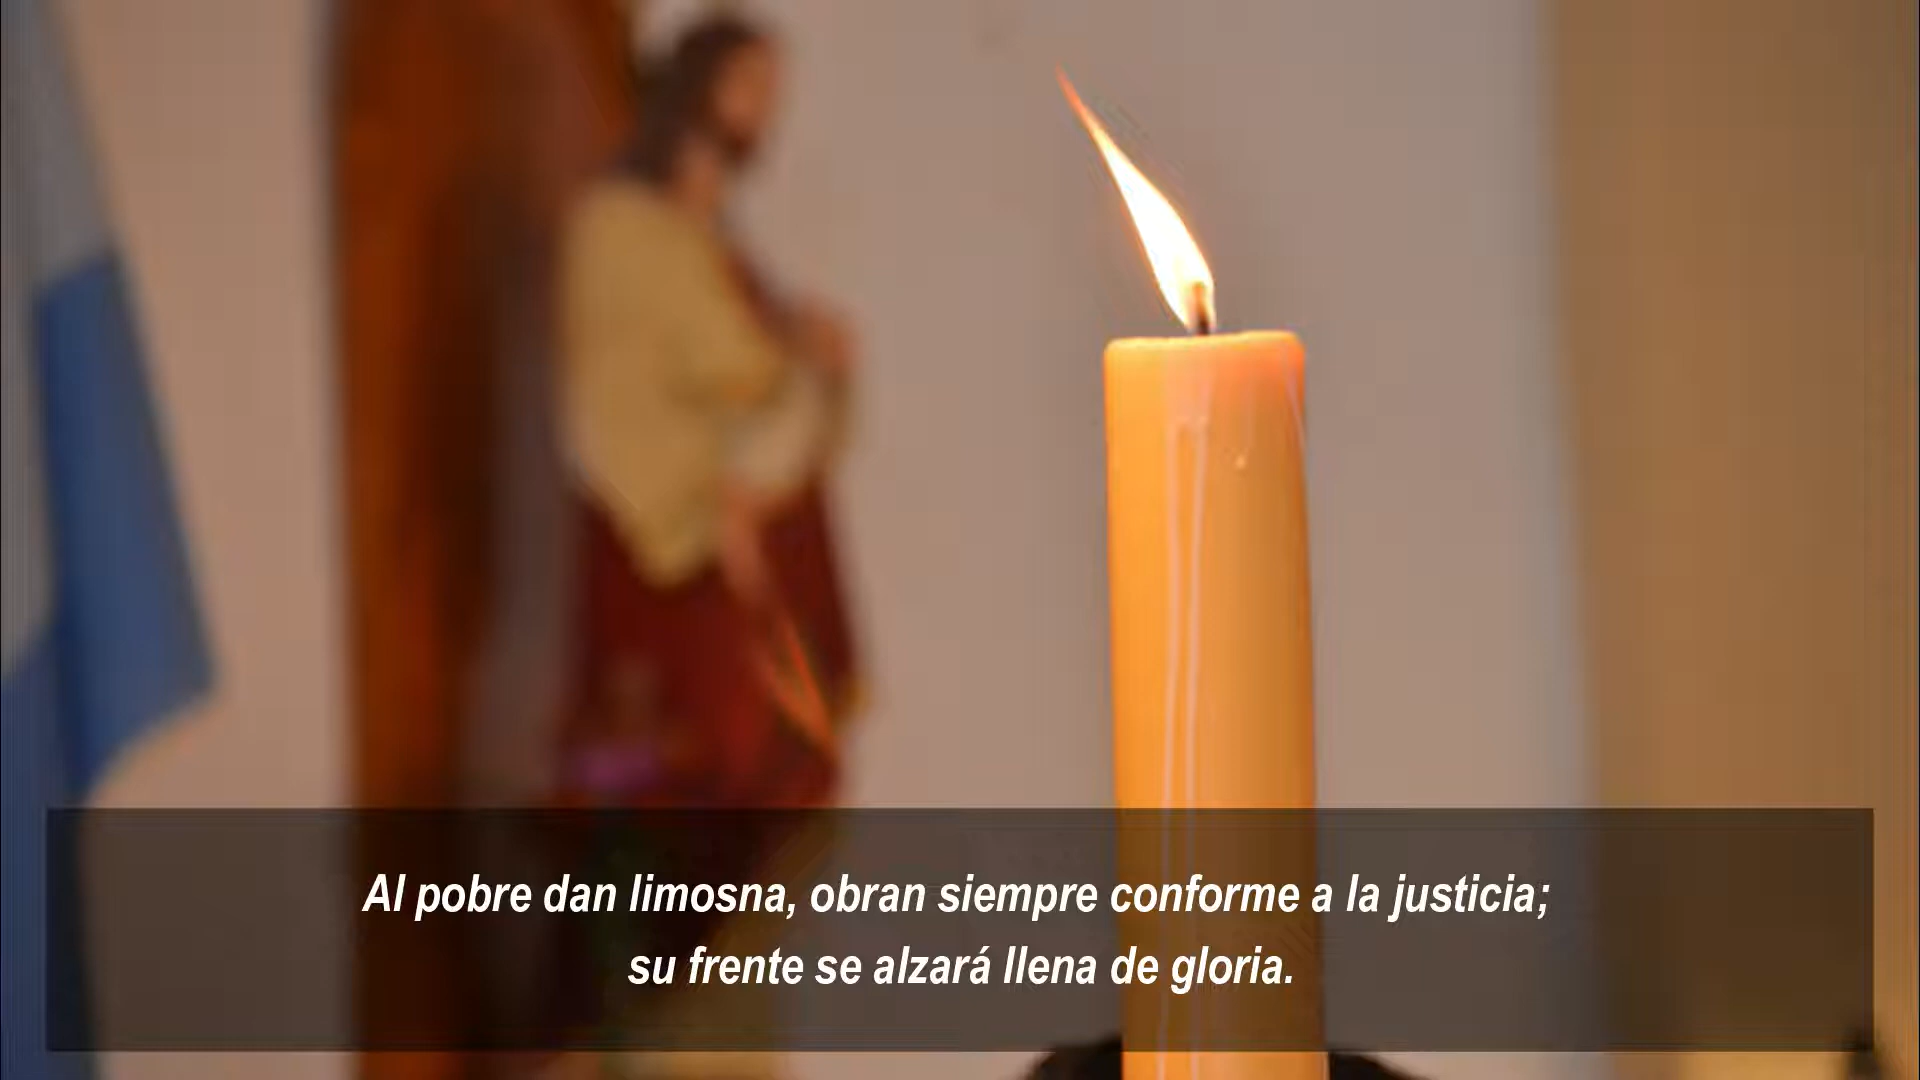 Al pobre dan limosna, obran siempre conforme a la justicia;
su frente se alzará llena de gloria.